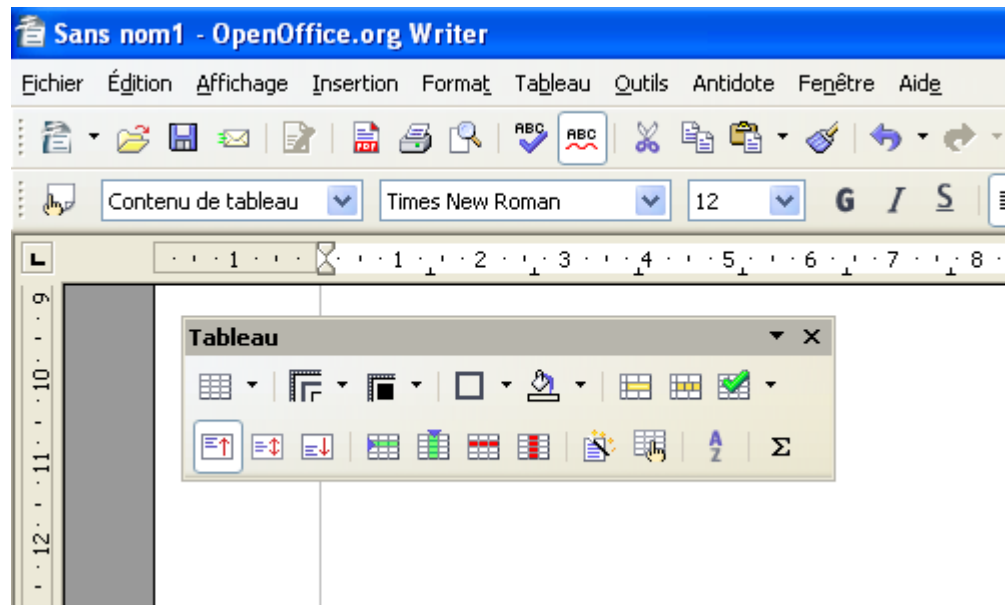 Sans nom1 - OpenOffice.org Writer
Fichier Édition Affichage Insertion Format Tableau Outils Antidote Fenêtre Aide
PDF ABC ABC
Contenu de tableau Times New Roman 12 G I S
L 1 1 2 3 4 5 6 7 8
9
10
11
12
Tableau
A
Z
Σ